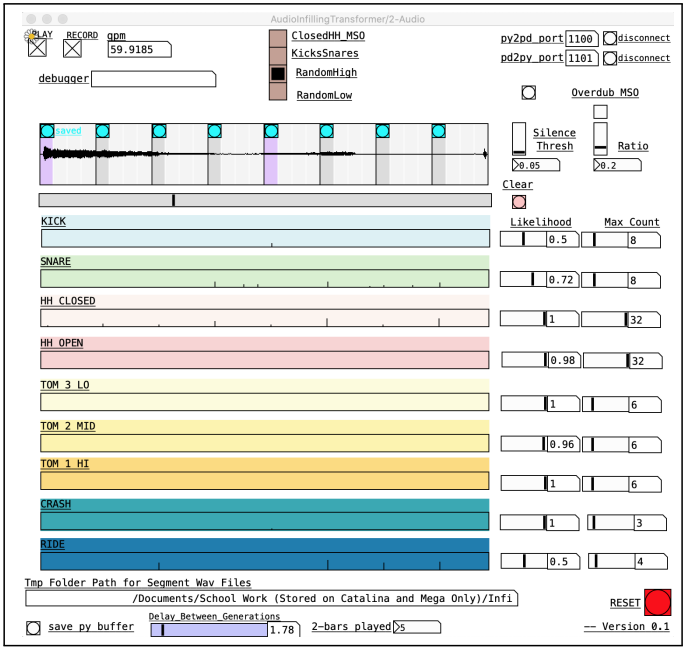 AudioInfillingTransformer/2-Audio
PLAY RECORD qpm
59.9185
debugger
ClosedHH_MSO
KicksSnares
RandomHigh
RandomLow
py2pd_port 1100 disconnect
pd2py_port 1101 disconnect
Overdub MSO
Silence Thresh
0.05
Ratio
0.2
Clear
saved
Likelihood Max Count
KICK
0.5 8
SNARE
0.72 8
HH CLOSED
1 32
HH OPEN
0.98 32
TOM 3 LO
1 6
TOM 2 MID
0.96 6
TOM 1 HI
1 6
CRASH
1 3
RIDE
0.5 4
Tmp Folder Path for Segment Wav Files
/Documents/School Work (Stored on Catalina and Mega Only)/Infi
RESET
save py buffer
Delay_Between_Generations
1.78
2-bars played 5
-- Version 0.1